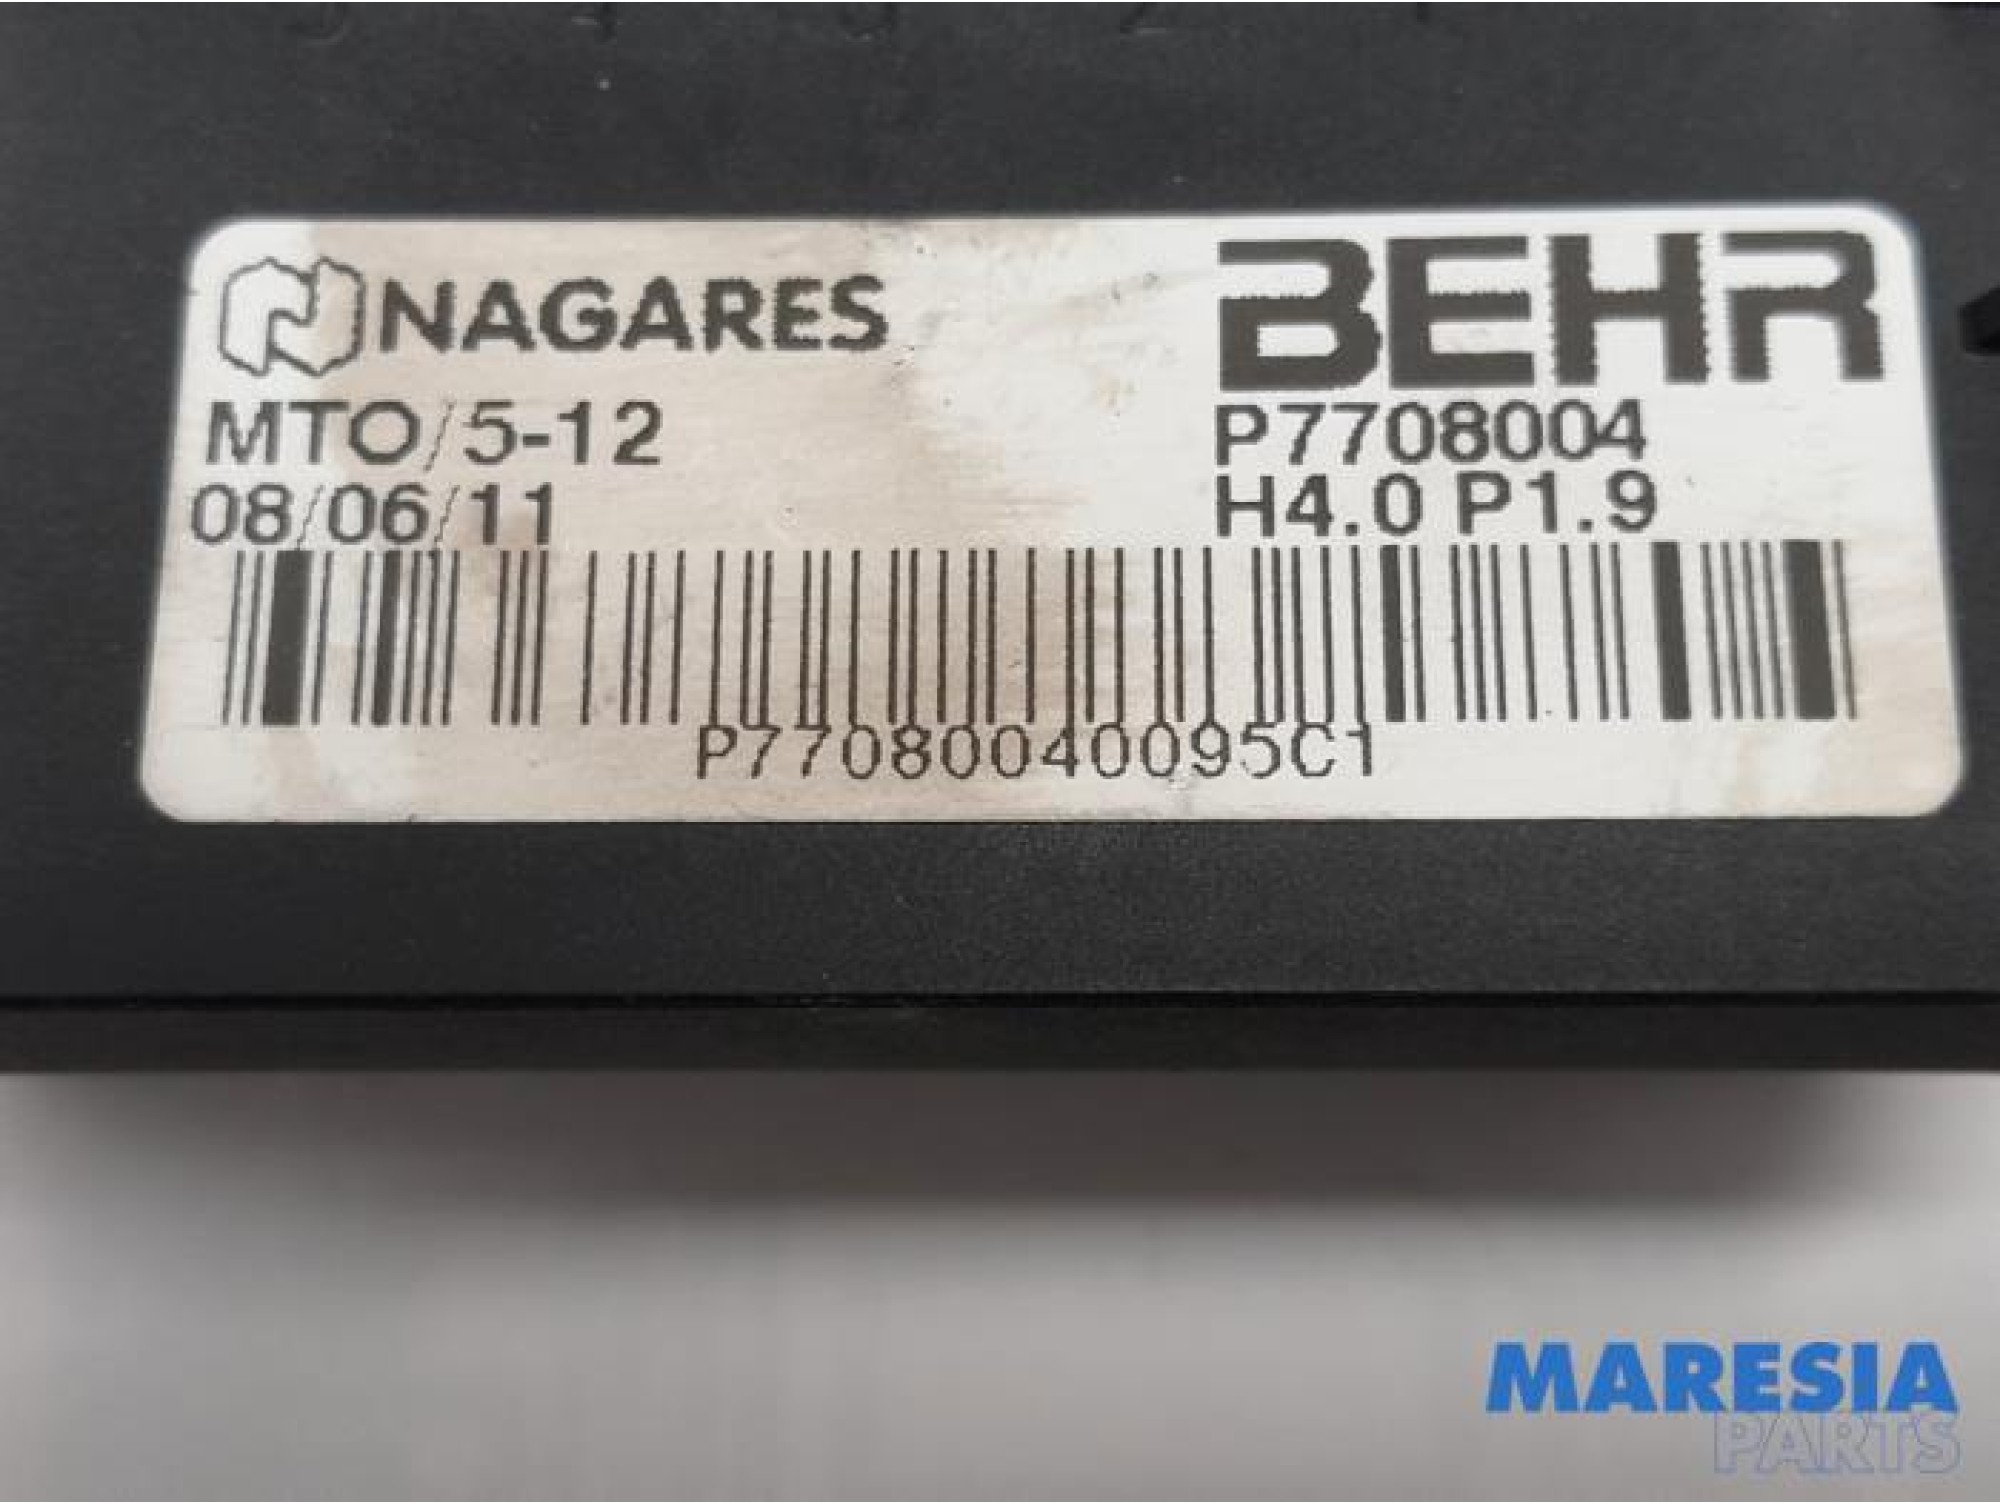 NAGARES
BEHR
MTO/5-12
P7708004
08/06/11
H4.0 P1.9
P77080040095C1
MARESIA
PARTS